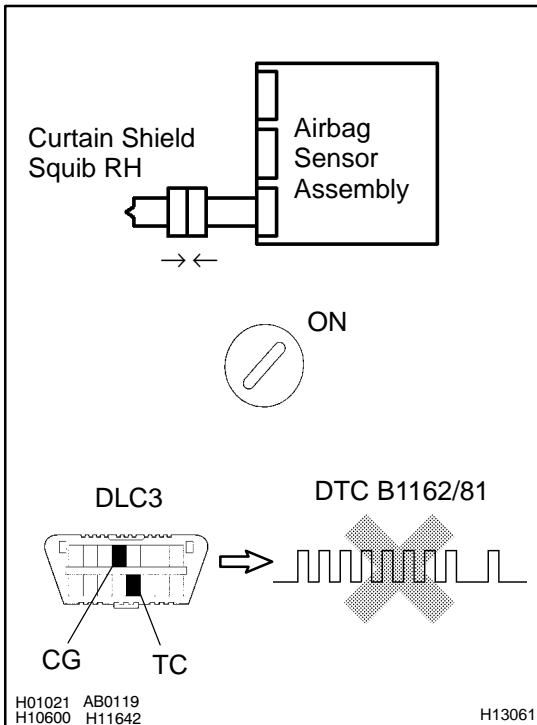 Curtain Shield
Squib RH
Airbag
Sensor
Assembly
ON
DLC3
DTC B1162/81
CG
TC
H01021 AB0119
H10600 H11642
H13061